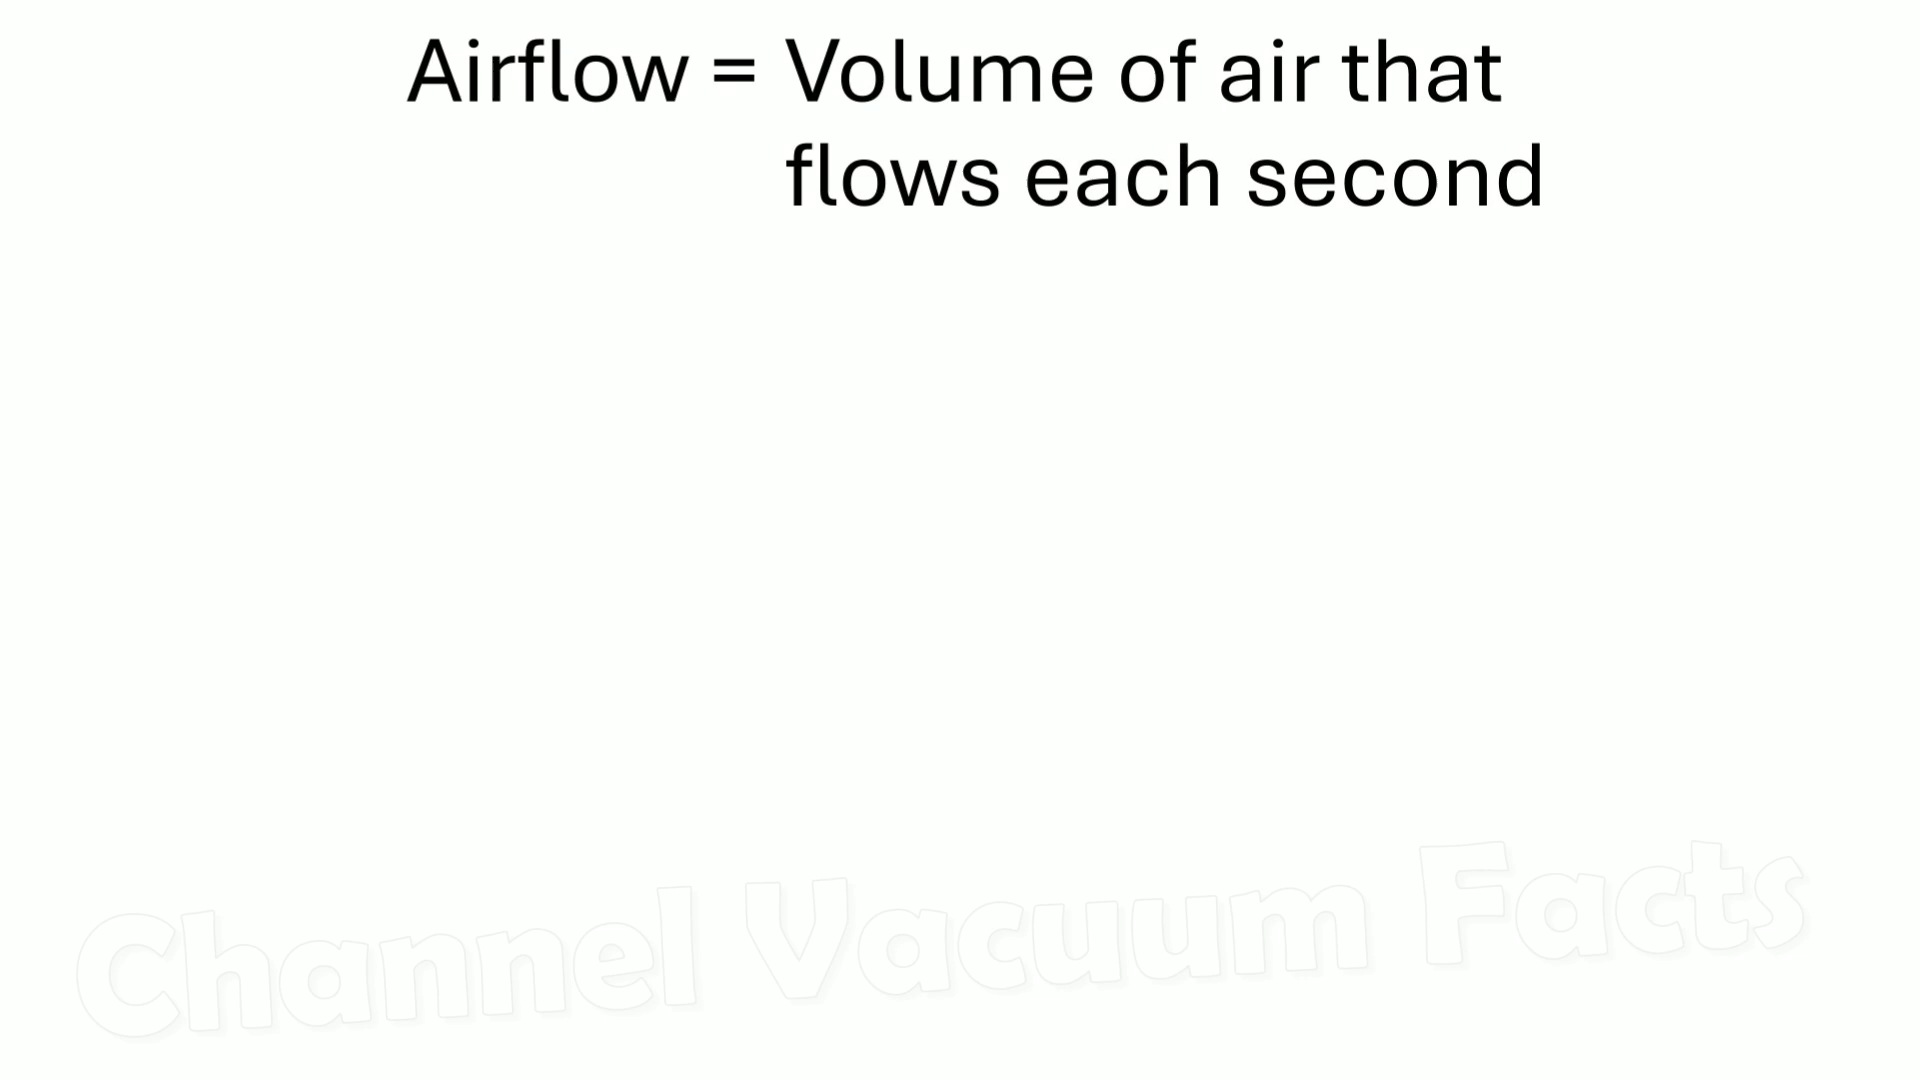 Airflow = Volume of air that
flows each second
Channel Vacuum Facts